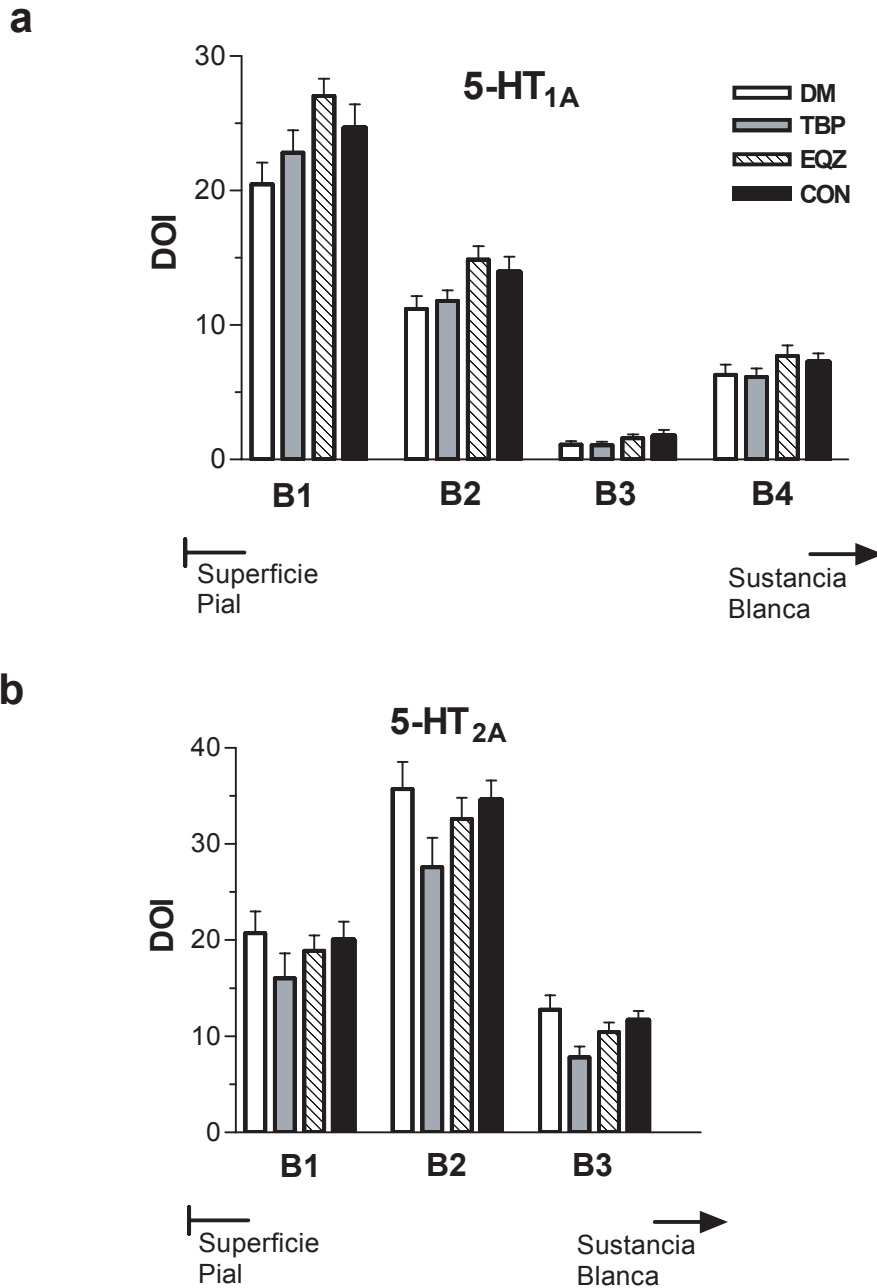 a
5-HT1A
30
20
10
0
DOI
DM
TBP
EQZ
CON
B1 B2 B3 B4
Superficie
Pial
Sustancia
Blanca
b
5-HT2A
40
30
20
10
0
DOI
B1 B2 B3
Superficie
Pial
Sustancia
Blanca